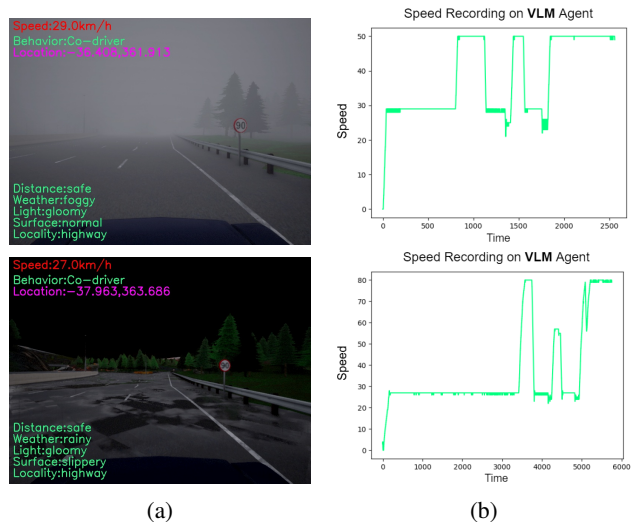 Speed:29.0km/h
Behavior:Co-driver
Location:-36.408,361.913
30
Distance:safe
Weather:foggy
Light:gloomy
Surface:normal
Locality:highway
Speed Recording on VLM Agent
50
40
30
20
10
0
Speed
0 500 1000 1500 2000 2500
Time
Speed:27.0km/h
Behavior:Co-driver
Location:-37.963,363.686
Distance:safe
Weather:rainy
Light:gloomy
Surface:slippery
Locality:highway
Speed Recording on VLM Agent
80
70
60
50
40
30
20
10
0
Speed
0 1000 2000 3000 4000 5000 6000
Time
(a)
(b)